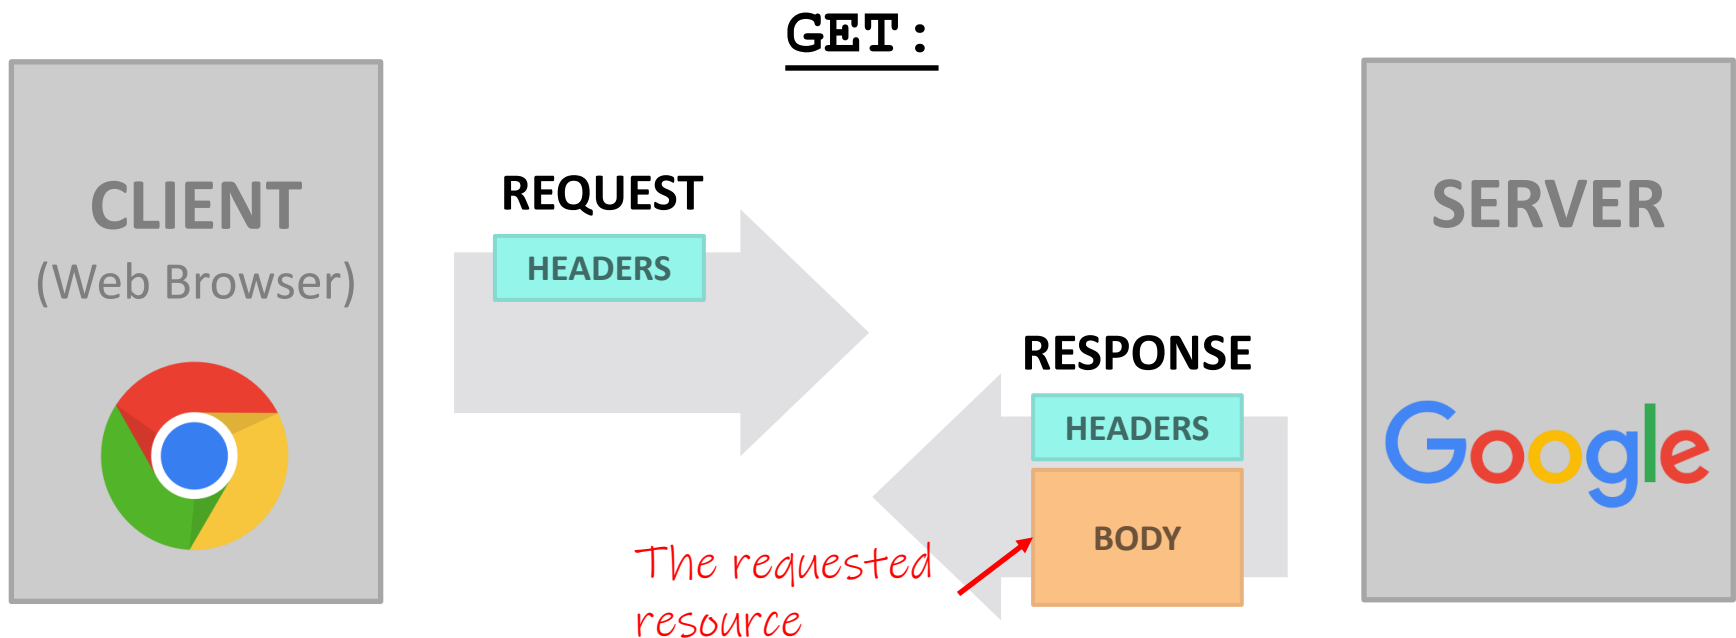 GET:
CLIENT
(Web Browser)
REQUEST
HEADERS
SERVER
RESPONSE
HEADERS
BODY
Google
The requested
resource